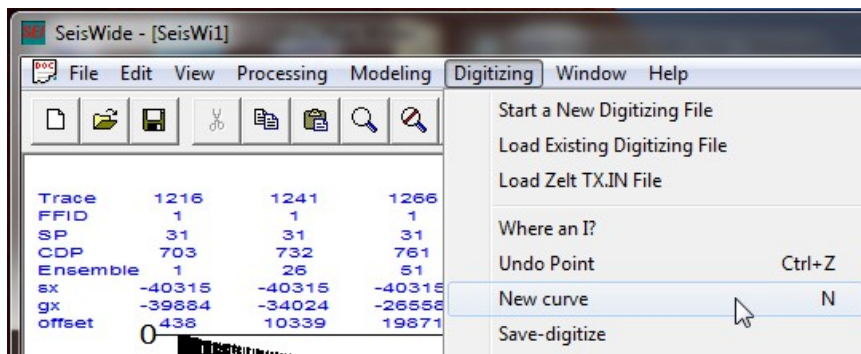 SeisWide - [SeisWi1]
DOC File Edit View Processing Modeling Digitizing Window Help
Start a New Digitizing File
Load Existing Digitizing File
Load Zelt TX.IN File
Where an I?
Undo Point Ctrl+Z
New curve N
Save-digitize
Trace 1216 1241 1266
FFID 1 1 1
SP 31 31 31
CDP 703 732 761
Ensemble 1 26 51
sx -40315 -40315 -40315
gx -39884 -34024 -26558
offset 438 10339 19871
0